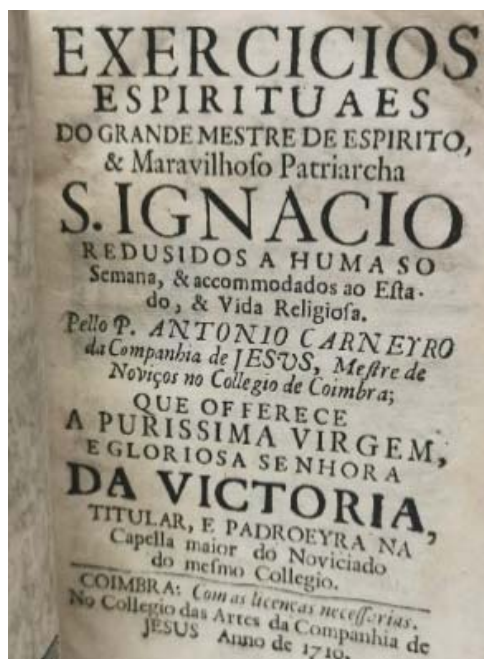 EXERCICIOS
ESPIRITUAES
DO GRANDE MESTRE DE ESPIRITO,
& Maravilhoſo Patriarcha
S. IGNACIO
REDUSIDOS A HUMA SO
Semana, & accommodados ao Eſta-
do, & Vida Religioſa.
Pello P. ANTONIO CARNEYRO
da Companhia de JESVS, Meſtre de
Noviços no Collegio de Coimbra;
QUE OFFERECE
A PURISSIMA VIRGEM,
E GLORIOSA SENHORA
DA VICTORIA,
TITULAR, E PADROEYRA NA
Capella maior do Noviciado
do meſmo Collegio.
COIMBRA: Com as licencas neceſſarias.
No Collegio das Artes da Companhia de
JESUS Anno de 1710.